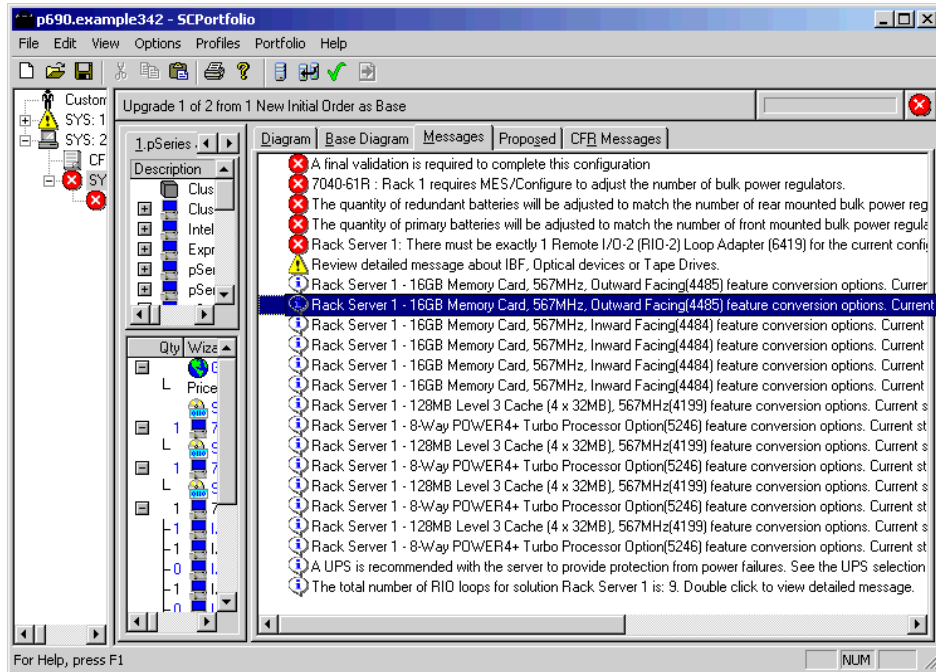 p690.example342 - SCPortfolio
File Edit View Options Profiles Portfolio Help
Custom
SYS: 1
SYS: 2
CF
SY
Upgrade 1 of 2 from 1 New Initial Order as Base
1.pSeries
Description
Clus
Clus
Intel
Expr
pSer
pSer
Qty Wiza
Price
1 7
1 7
1 7
-1
-1
-0
-1
-0
Diagram Base Diagram Messages Proposed CFR Messages
A final validation is required to complete this configuration
7040-61R : Rack 1 requires MES/Configure to adjust the number of bulk power regulators.
The quantity of redundant batteries will be adjusted to match the number of rear mounted bulk power reg
The quantity of primary batteries will be adjusted to match the number of front mounted bulk power regula
Rack Server 1: There must be exactly 1 Remote I/O-2 (RIO-2) Loop Adapter (6419) for the current config
Review detailed message about IBF, Optical devices or Tape Drives.
Rack Server 1 - 16GB Memory Card, 567MHz, Outward Facing(4485) feature conversion options. Curren
Rack Server 1 - 16GB Memory Card, 567MHz, Outward Facing(4485) feature conversion options. Current
Rack Server 1 - 16GB Memory Card, 567MHz, Inward Facing(4484) feature conversion options. Current
Rack Server 1 - 16GB Memory Card, 567MHz, Inward Facing(4484) feature conversion options. Current
Rack Server 1 - 16GB Memory Card, 567MHz, Inward Facing(4484) feature conversion options. Current
Rack Server 1 - 16GB Memory Card, 567MHz, Inward Facing(4484) feature conversion options. Current
Rack Server 1 - 128MB Level 3 Cache (4 x 32MB), 567MHz(4199) feature conversion options. Current s
Rack Server 1 - 8-Way POWER4+ Turbo Processor Option(5246) feature conversion options. Current st
Rack Server 1 - 128MB Level 3 Cache (4 x 32MB), 567MHz(4199) feature conversion options. Current s
Rack Server 1 - 8-Way POWER4+ Turbo Processor Option(5246) feature conversion options. Current st
Rack Server 1 - 128MB Level 3 Cache (4 x 32MB), 567MHz(4199) feature conversion options. Current s
Rack Server 1 - 8-Way POWER4+ Turbo Processor Option(5246) feature conversion options. Current st
Rack Server 1 - 128MB Level 3 Cache (4 x 32MB), 567MHz(4199) feature conversion options. Current s
Rack Server 1 - 8-Way POWER4+ Turbo Processor Option(5246) feature conversion options. Current st
A UPS is recommended with the server to provide protection from power failures. See the UPS selection
The total number of RIO loops for solution Rack Server 1 is: 9. Double click to view detailed message.
For Help, press F1
NUM